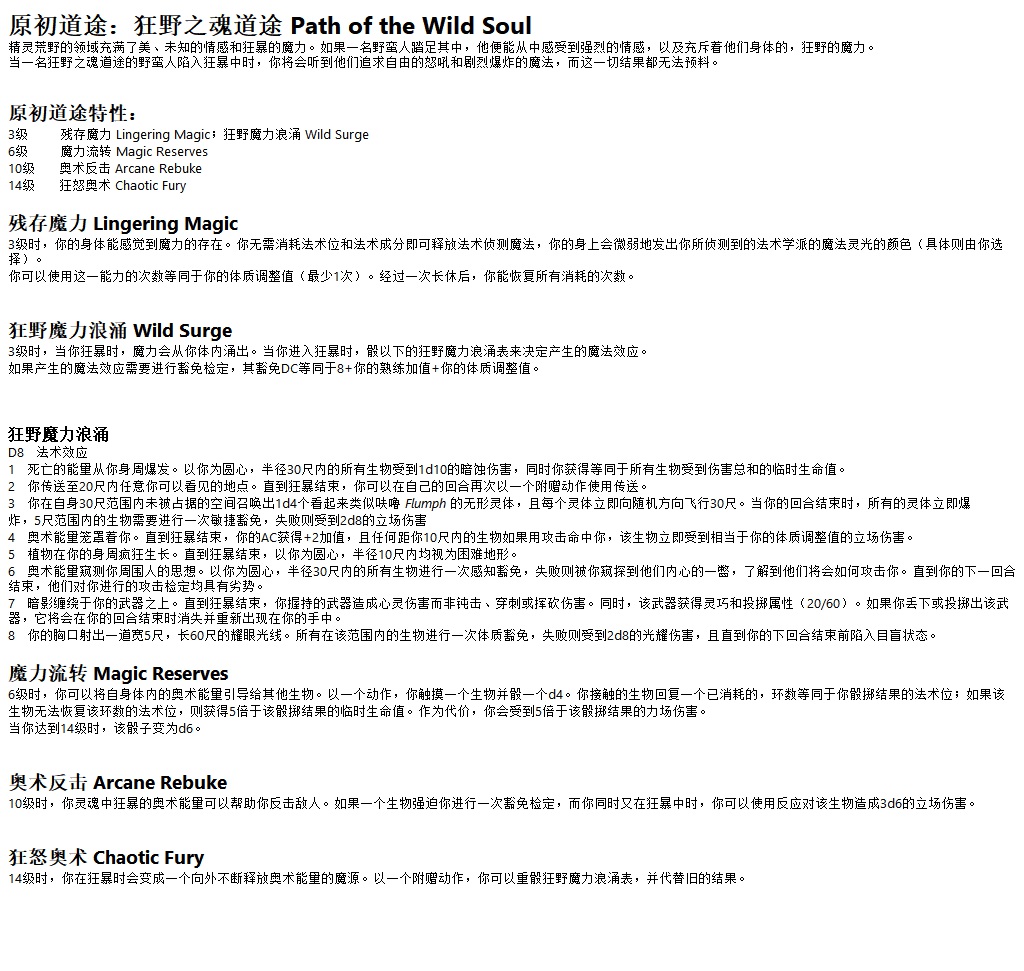 原初道途：狂野之魂道途 Path of the Wild Soul
精灵荒野的领域充满了美、未知的情感和狂暴的魔力。如果一名野蛮人踏足其中，他便能从中感受到强烈的情感，以及充斥着他们身体的，狂野的魔力。
当一名狂野之魂道途的野蛮人陷入狂暴中时，你将会听到他们追求自由的怒吼和剧烈爆炸的魔法，而这一切结果都无法预料。
原初道途特性：
3级 残存魔力 Lingering Magic；狂野魔力浪涌 Wild Surge
6级 魔力流转 Magic Reserves
10级 奥术反击 Arcane Rebuke
14级 狂怒奥术 Chaotic Fury
残存魔力 Lingering Magic
3级时，你的身体能感觉到魔力的存在。你无需消耗法术位和法术成分即可释放法术侦测魔法，你的身上会微弱地发出你所侦测到的法术学派的魔法灵光的颜色（具体则由你选
择）。
你可以使用这一能力的次数等同于你的体质调整值（最少1次）。经过一次长休后，你能恢复所有消耗的次数。
狂野魔力浪涌 Wild Surge
3级时，当你狂暴时，魔力会从你体内涌出。当你进入狂暴时，骰以下的狂野魔力浪涌表来决定产生的魔法效应。
如果产生的魔法效应需要进行豁免检定，其豁免DC等同于8+你的熟练加值+你的体质调整值。
狂野魔力浪涌
D8 法术效应
1 死亡的能量从你身周爆发。以你为圆心，半径30尺内的所有生物受到1d10的暗蚀伤害，同时你获得等同于所有生物受到伤害总和的临时生命值。
2 你传送至20尺内任意你可以看见的地点。直到狂暴结束，你可以在自己的回合再次以一个附赠动作使用传送。
3 你在自身30尺范围内未被占据的空间召唤出1d4个看起来类似呋噜 Flumph 的无形灵体，且每个灵体立即向随机方向飞行30尺。当你的回合结束时，所有的灵体立即爆
炸，5尺范围内的生物需要进行一次敏捷豁免，失败则受到2d8的立场伤害
4 奥术能量笼罩着你。直到狂暴结束，你的AC获得+2加值，且任何距你10尺内的生物如果用攻击命中你，该生物立即受到相当于你的体质调整值的立场伤害。
5 植物在你的身周疯狂生长。直到狂暴结束，以你为圆心，半径10尺内均视为困难地形。
6 奥术能量窥测你周围人的思想。以你为圆心，半径30尺内的所有生物进行一次感知豁免，失败则被你窥探到他们内心的一瞥，了解到他们将会如何攻击你。直到你的下一回合
结束，他们对你进行的攻击检定均具有劣势。
7 暗影缠绕于你的武器之上。直到狂暴结束，你握持的武器造成心灵伤害而非钝击、穿刺或挥砍伤害。同时，该武器获得灵巧和投掷属性（20/60）。如果你丢下或投掷出该武
器，它将会在你的回合结束时消失并重新出现在你的手中。
8 你的胸口射出一道宽5尺，长60尺的耀眼光线。所有在该范围内的生物进行一次体质豁免，失败则受到2d8的光耀伤害，且直到你的下回合结束前陷入目盲状态。
魔力流转 Magic Reserves
6级时，你可以将自身体内的奥术能量引导给其他生物。以一个动作，你触摸一个生物并骰一个d4。你接触的生物回复一个已消耗的，环数等同于你骰掷结果的法术位；如果该
生物无法恢复该环数的法术位，则获得5倍于该骰掷结果的临时生命值。作为代价，你会受到5倍于该骰掷结果的力场伤害。
当你达到14级时，该骰子变为d6。
奥术反击 Arcane Rebuke
10级时，你灵魂中狂暴的奥术能量可以帮助你反击敌人。如果一个生物强迫你进行一次豁免检定，而你同时又在狂暴中时，你可以使用反应对该生物造成3d6的立场伤害。
狂怒奥术 Chaotic Fury
14级时，你在狂暴时会变成一个向外不断释放奥术能量的魔源。以一个附赠动作，你可以重骰狂野魔力浪涌表，并代替旧的结果。